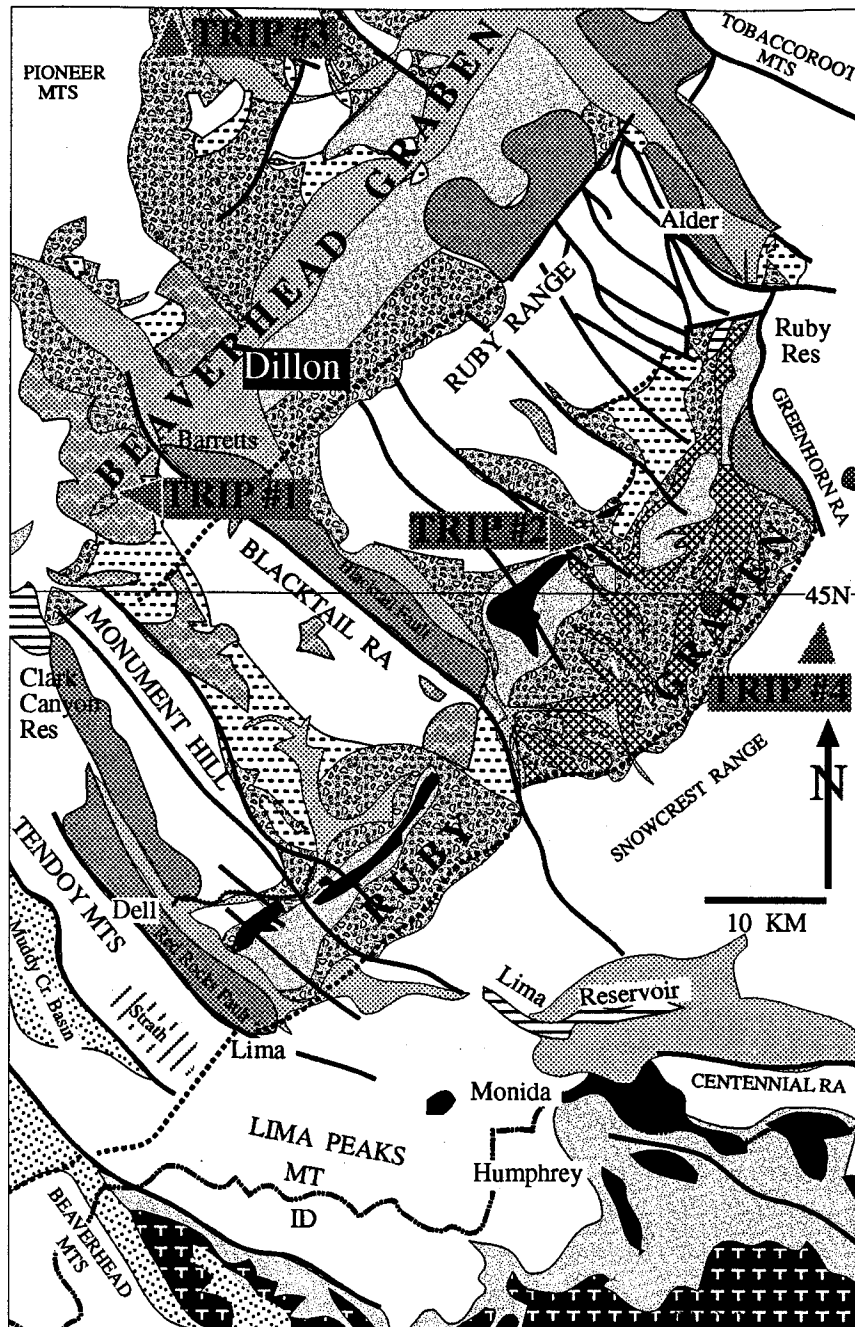 TRIP #3
TOBACCOROOT
MTS
PIONEER
MTS
BEAVERHEAD GRABEN
Alder
RUBY RANGE
Ruby
Res
Dillon
GREENHORN RA
Barretts
TRIP #1
TRIP #2
BLACKTAIL RA
Blacktail Fault
45N
MONUMENT HILL
TRIP #4
Clark
Canyon
Res
RUBY GRABEN
N
SNOWCREST RANGE
10 KM
TENDOY MTS
Dell
Muddy Cr. Basin
Red Rocks Fault
Strath
Lima
Reservoir
Lima
Monida
CENTENNIAL RA
LIMA PEAKS
MT
ID
Humphrey
BEAVERHEAD
MTS
T T T T T T